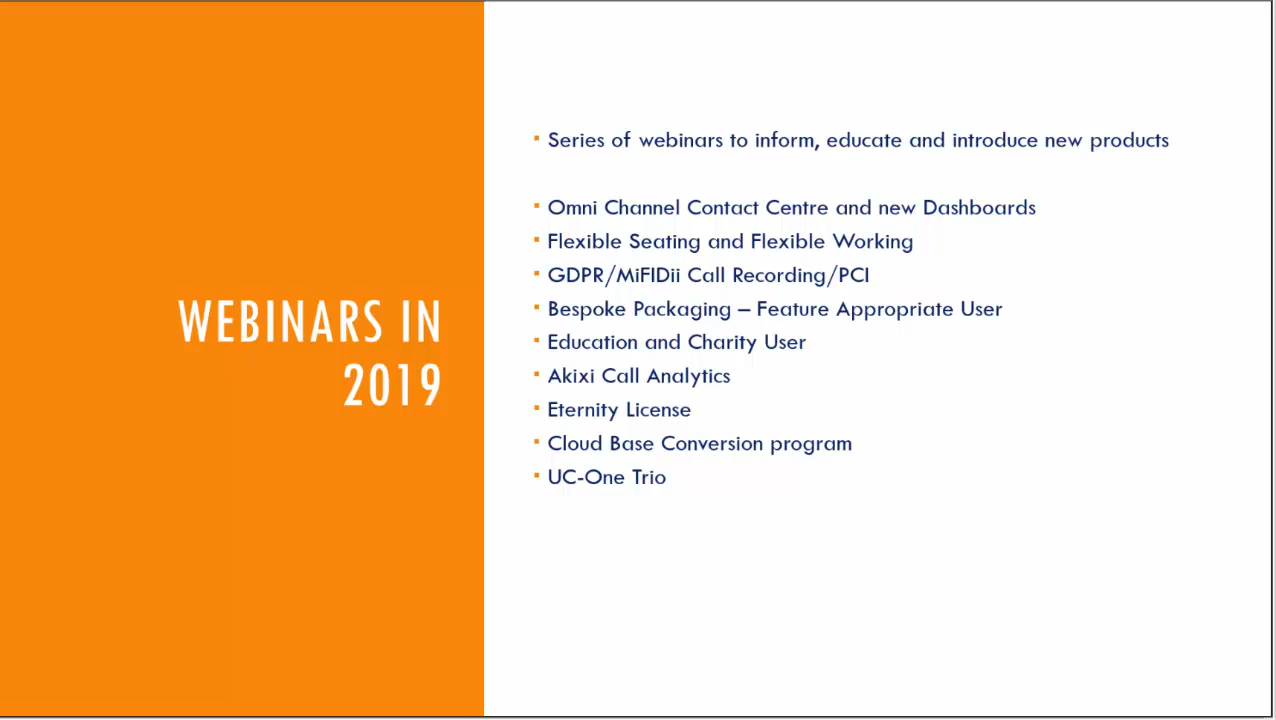 WEBINARS IN
2019
▪ Series of webinars to inform, educate and introduce new products
▪ Omni Channel Contact Centre and new Dashboards
▪ Flexible Seating and Flexible Working
▪ GDPR/MiFIDii Call Recording/PCI
▪ Bespoke Packaging – Feature Appropriate User
▪ Education and Charity User
▪ Akixi Call Analytics
▪ Eternity License
▪ Cloud Base Conversion program
▪ UC-One Trio